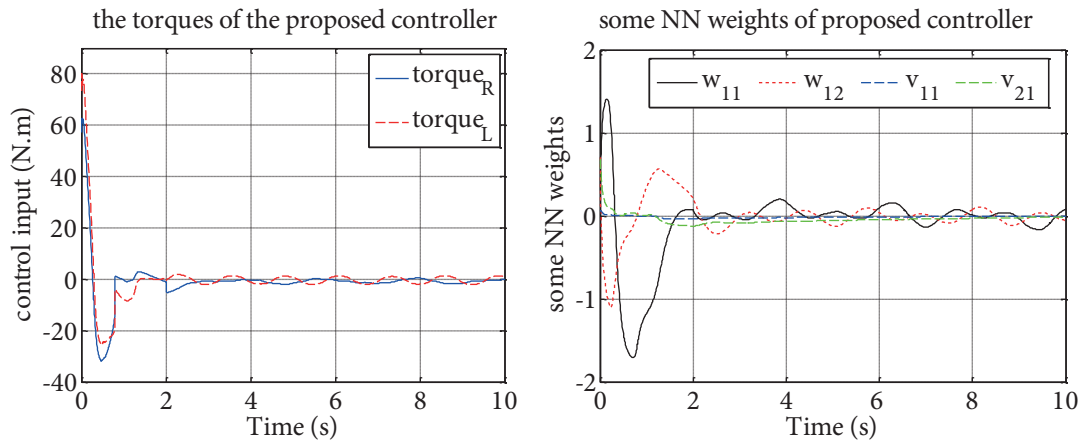 the torques of the proposed controller
80
60
40
20
0
-20
-40
control input (N.m)
torque_R
torque_L
0 2 4 6 8 10
Time (s)
some NN weights of proposed controller
2
1
0
-1
-2
some NN weights
w_11 w_12 v_11 v_21
0 2 4 6 8 10
Time (s)